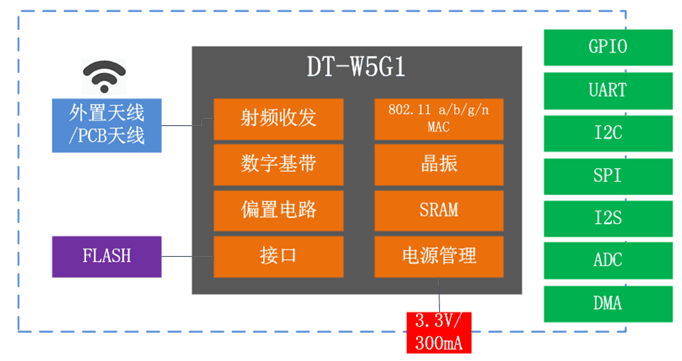 DT-W5G1
外置天线
/PCB天线
射频收发
802.11 a/b/g/n
MAC
数字基带
晶振
偏置电路
SRAM
FLASH
接口
电源管理
3.3V/
300mA
GPIO
UART
I2C
SPI
I2S
ADC
DMA